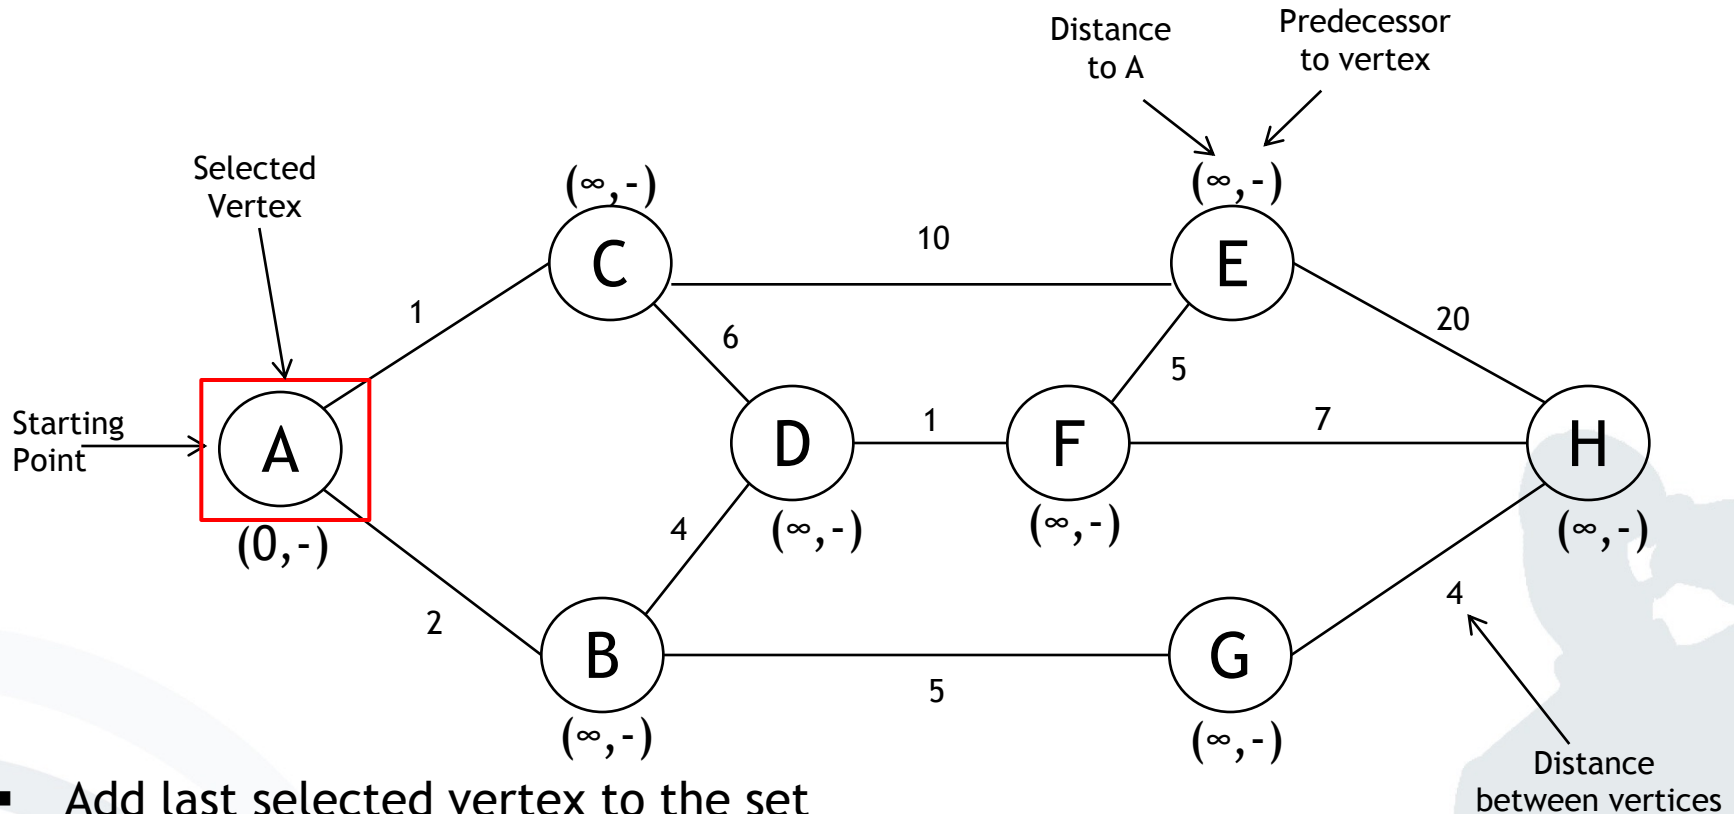 Distance
to A
Predecessor
to vertex
Selected
Vertex
(∞,-)
(∞,-)
C
10
E
1
6
5
20
Starting
Point
A
D
1
F
7
H
(0,-)
4
(∞,-)
(∞,-)
(∞,-)
2
B
5
G
4
(∞,-)
(∞,-)
Distance
between vertices
▪ Add last selected vertex to the set